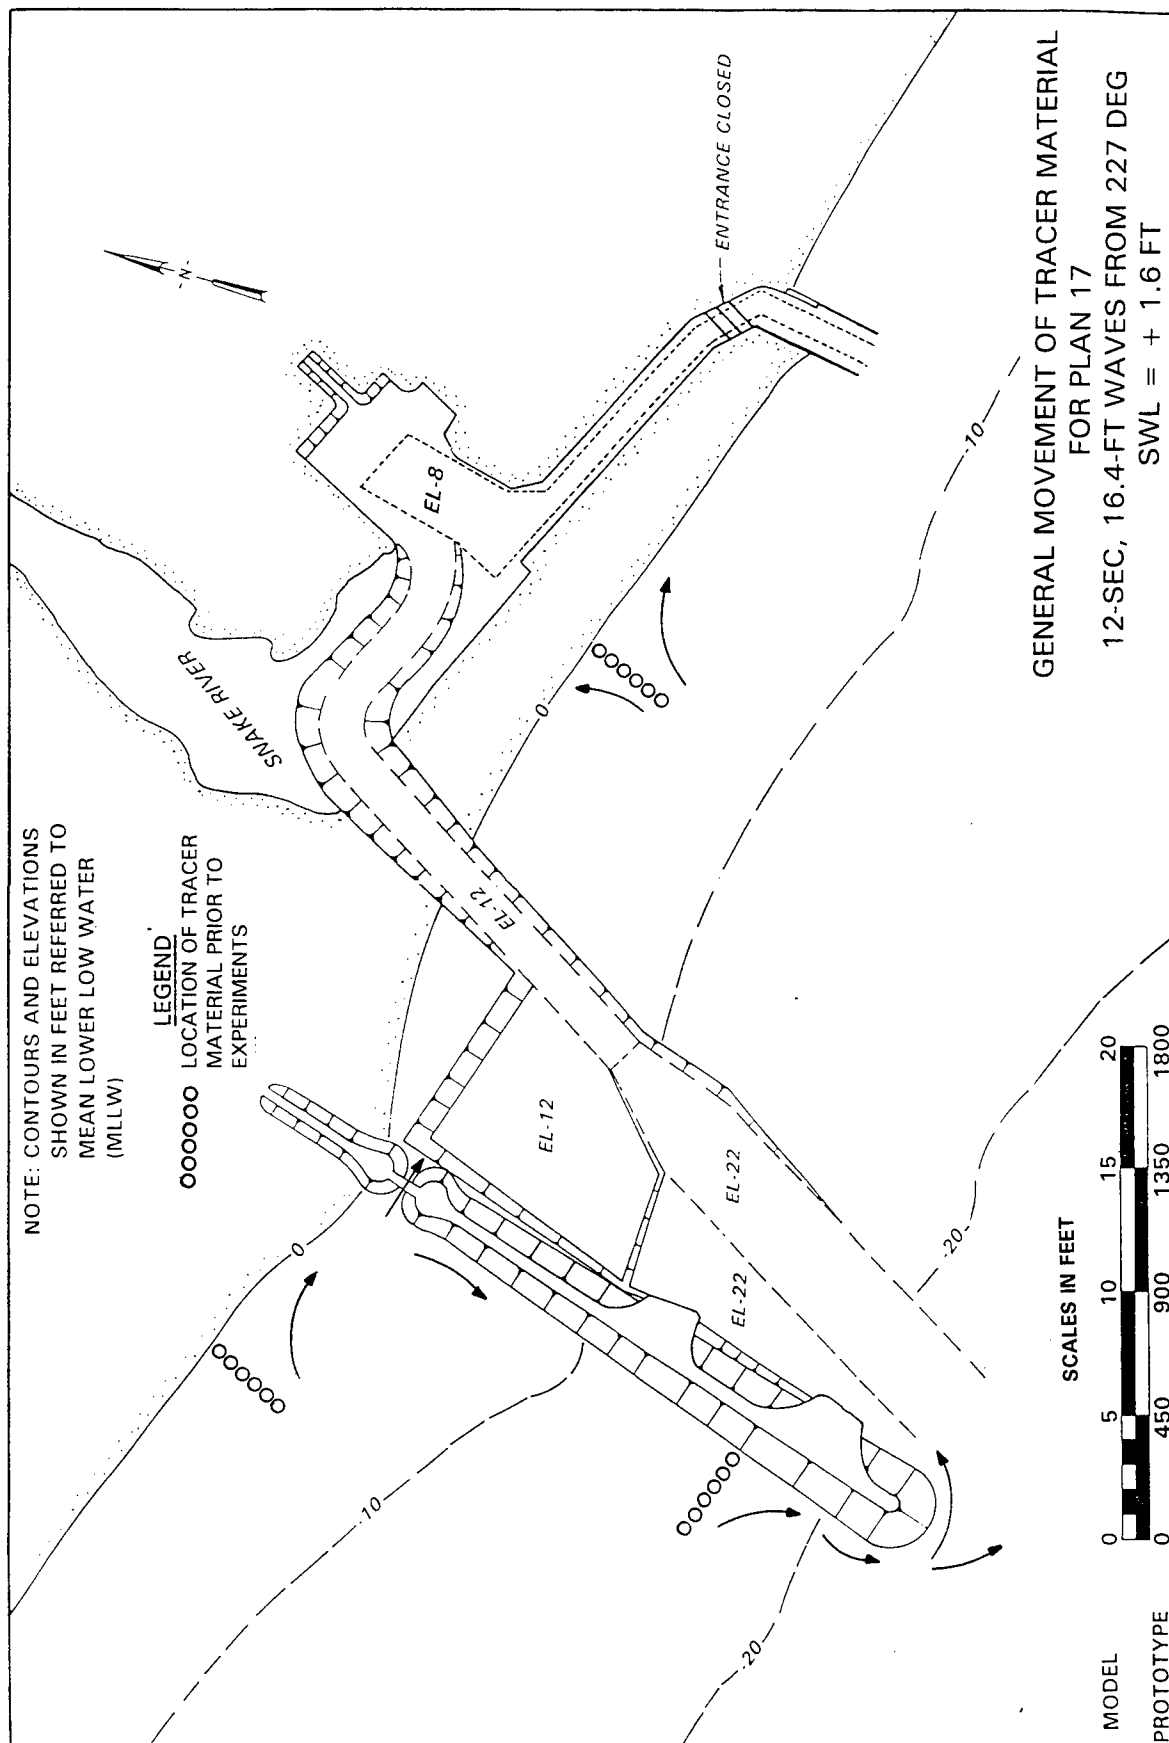 NOTE: CONTOURS AND ELEVATIONS
SHOWN IN FEET REFERRED TO
MEAN LOWER LOW WATER
(MLLW)
LEGEND
LOCATION OF TRACER
MATERIAL PRIOR TO
EXPERIMENTS
SNAKE RIVER
-N-
EL-8
ENTRANCE CLOSED
0
0
EL-12
EL-12
EL-22
EL-22
-10
-10
-20
-20
SCALES IN FEET
MODEL 0 5 10 15 20
PROTOTYPE 0 450 900 1350 1800
GENERAL MOVEMENT OF TRACER MATERIAL
FOR PLAN 17
12-SEC, 16.4-FT WAVES FROM 227 DEG
SWL = + 1.6 FT